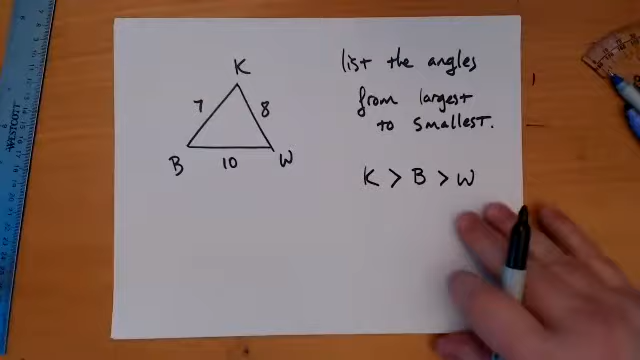 K
7
8
B
10
W
list the angles
from largest
to smallest.
K > B > W
WESTCOTT